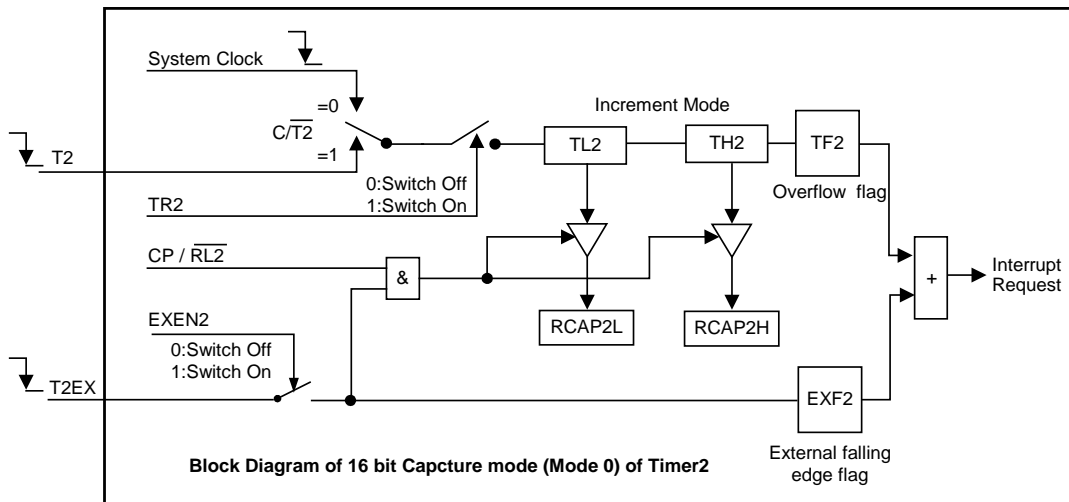 System Clock
=0
C/T2
=1
T2
Increment Mode
TL2
TH2
TF2
Overflow flag
0:Switch Off
1:Switch On
TR2
CP / RL2
&
+
Interrupt
Request
RCAP2L
RCAP2H
EXEN2
0:Switch Off
1:Switch On
T2EX
EXF2
External falling
edge flag
Block Diagram of 16 bit Capcture mode (Mode 0) of Timer2